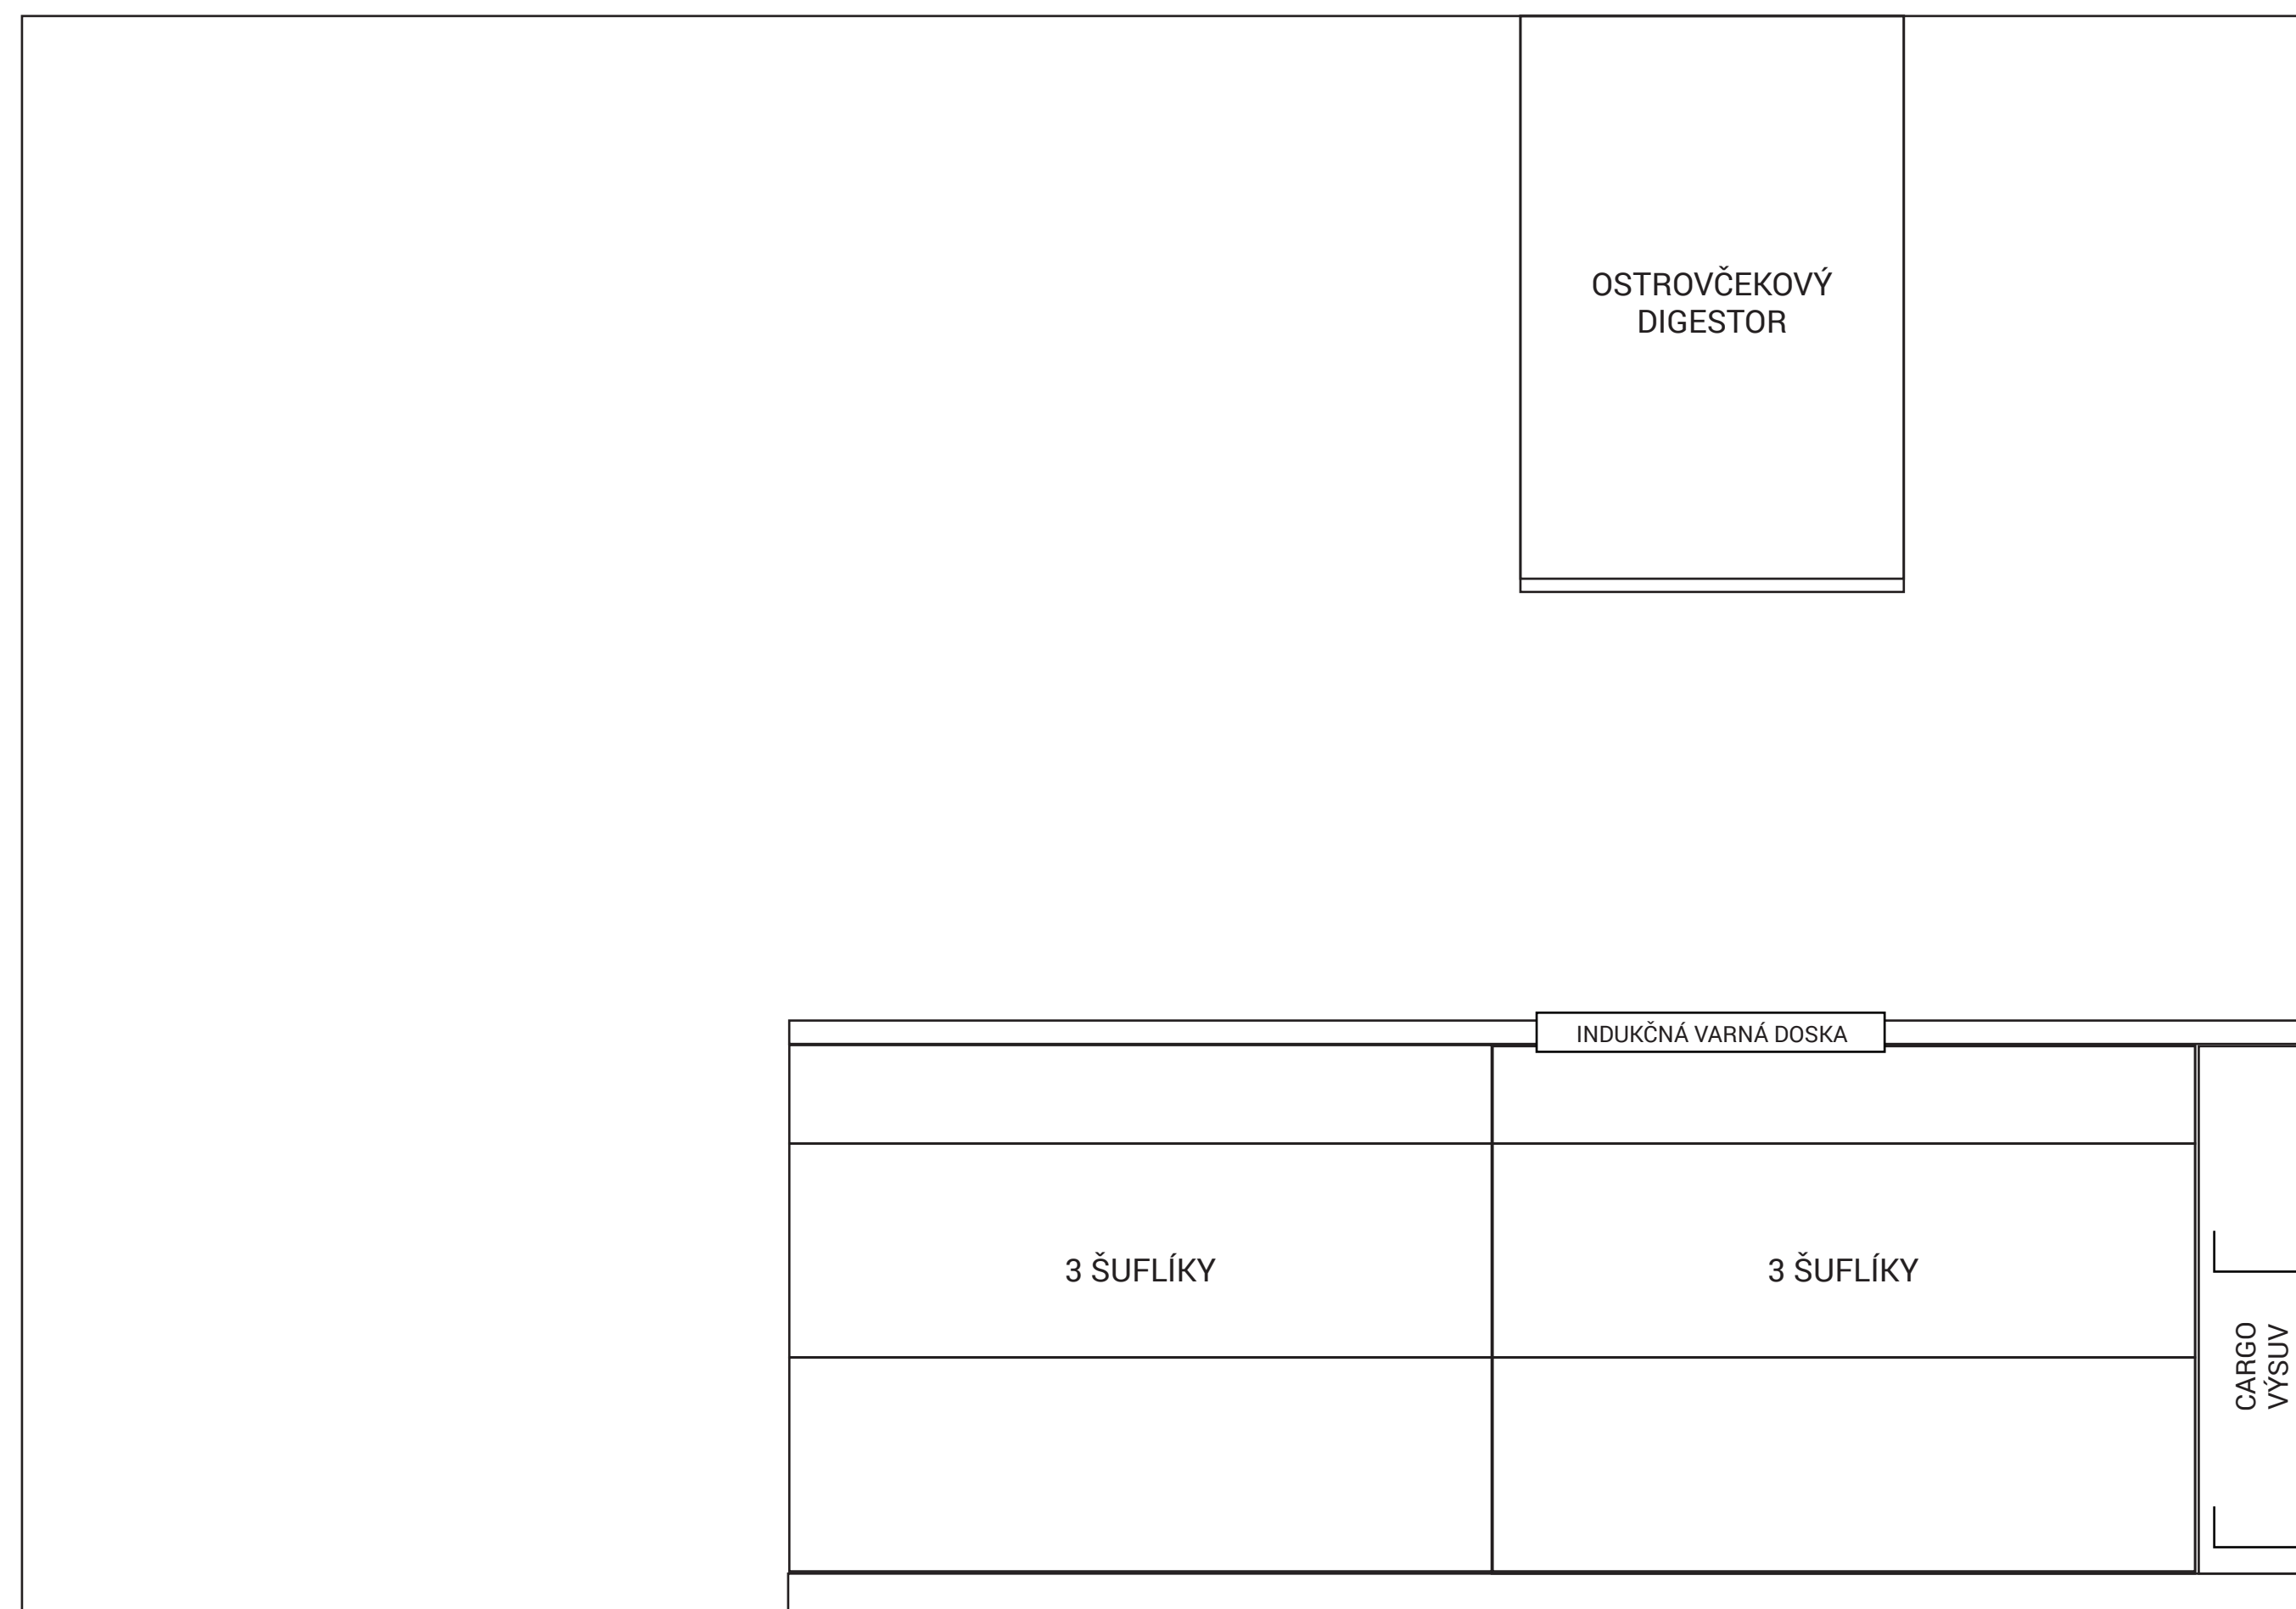 OSTROVČEKOVÝ
DIGESTOR
INDUKČNÁ VARNÁ DOSKA
3 ŠUFLÍKY
3 ŠUFLÍKY
CARGO
VÝSUV